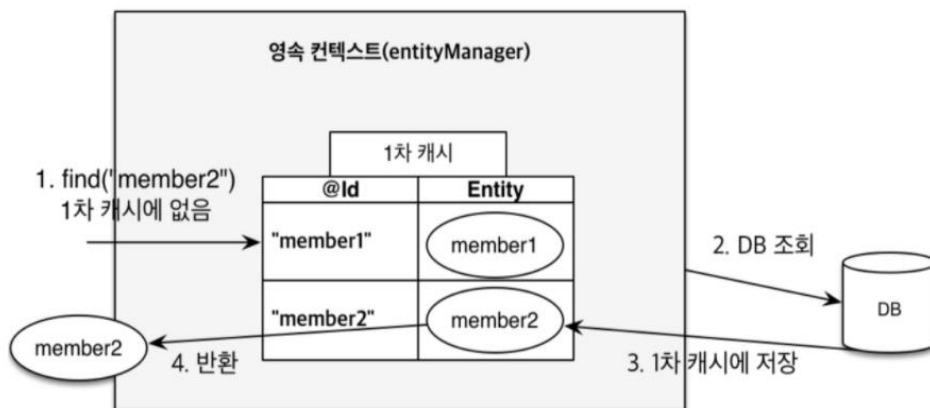 영속 컨텍스트(entityManager)
1차 캐시
1. find("member2")
1차 캐시에 없음
@Id
Entity
"member1"
member1
2. DB 조회
DB
"member2"
member2
member2
4. 반환
3. 1차 캐시에 저장